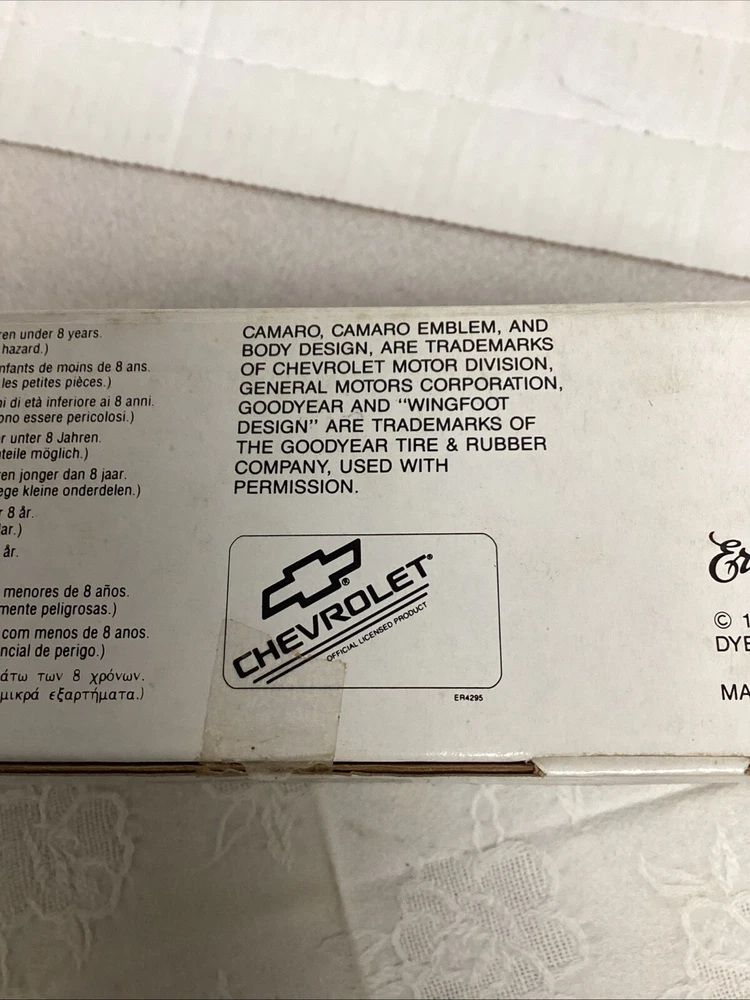 ren under 8 years.
hazard.)
nfants de moins de 8 ans.
les petites pièces.)
ni di età inferiore ai 8 anni.
ono essere pericolosi.)
r unter 8 Jahren.
teile möglich.)
en jonger dan 8 jaar.
ege kleine onderdelen.)
r 8 år.
lar.)
år.
menores de 8 años.
mente peligrosas.)
com menos de 8 anos.
ncial de perigo.)
άτω των 8 χρόνων.
μικρά εξαρτήματα.)
CAMARO, CAMARO EMBLEM, AND
BODY DESIGN, ARE TRADEMARKS
OF CHEVROLET MOTOR DIVISION,
GENERAL MOTORS CORPORATION,
GOODYEAR AND "WINGFOOT
DESIGN" ARE TRADEMARKS OF
THE GOODYEAR TIRE & RUBBER
COMPANY, USED WITH
PERMISSION.
CHEVROLET®
OFFICIAL LICENSED PRODUCT
ER4295
Er
© 1
DYE
MA